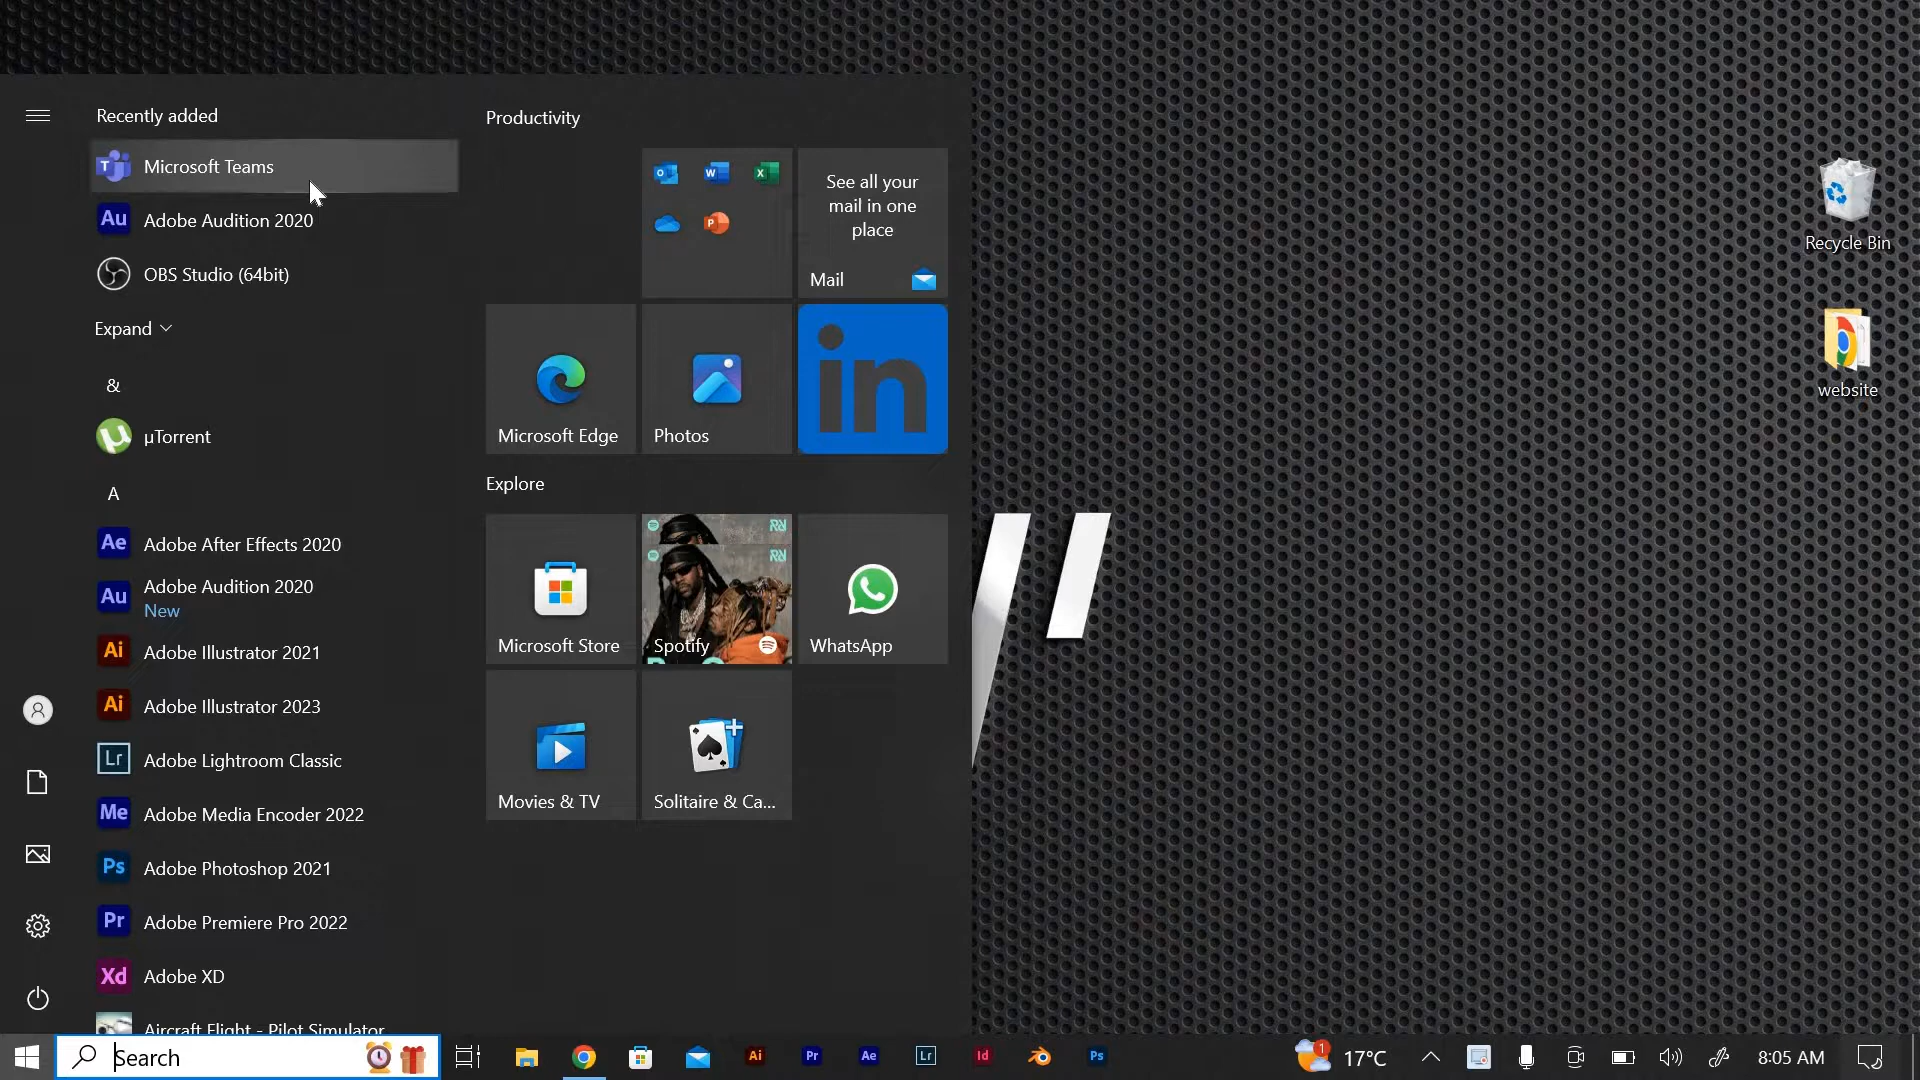 Recently added
Microsoft Teams
Adobe Audition 2020
OBS Studio (64bit)
Expand
&
µTorrent
A
Adobe After Effects 2020
Adobe Audition 2020
New
Adobe Illustrator 2021
Adobe Illustrator 2023
Adobe Lightroom Classic
Adobe Media Encoder 2022
Adobe Photoshop 2021
Adobe Premiere Pro 2022
Adobe XD
Aircraft Flight - Pilot Simulator
Productivity
See all your
mail in one
place
Mail
Microsoft Edge
Photos
in
Explore
Microsoft Store
Spotify
WhatsApp
Movies & TV
Solitaire & Ca...
Recycle Bin
website
Search
1
17°C
8:05 AM